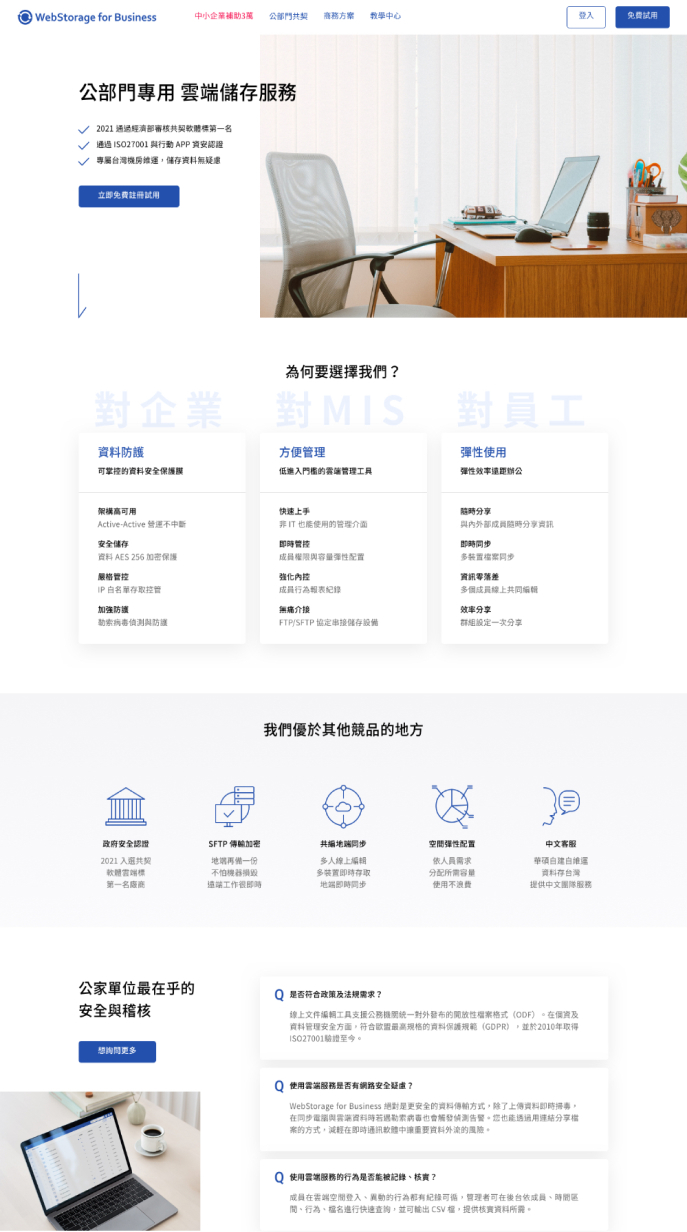 WebStorage for Business
中小企業補助3萬
公部門共契
商務方案
教學中心
登入
免費試用
公部門專用 雲端儲存服務
2021 通過經濟部審核共契軟體標第一名
通過 ISO27001 與行動 APP 資安認證
專屬台灣機房維運，儲存資料無疑慮
立即免費註冊試用
為何要選擇我們？
對企業
對MIS
對員工
資料防護
可掌控的資料安全保護膜
架構高可用
Active-Active 營運不中斷
安全儲存
資料 AES 256 加密保護
嚴格管控
IP 白名單存取控管
加強防護
勒索病毒偵測與防護
方便管理
低進入門檻的雲端管理工具
快速上手
非 IT 也能使用的管理介面
即時管控
成員權限與容量彈性配置
強化內控
成員行為報表紀錄
無痛介接
FTP/SFTP 協定串接儲存設備
彈性使用
彈性效率遠距辦公
隨時分享
與內外部成員隨時分享資訊
即時同步
多裝置檔案同步
資訊零落差
多個成員線上共同編輯
效率分享
群組設定一次分享
我們優於其他競品的地方
政府安全認證
2021 入選共契
軟體雲端標
第一名廠商
SFTP 傳輸加密
地端再備一份
不怕機器損毀
遠端工作很即時
共編地端同步
多人線上編輯
多裝置即時存取
地端即時同步
空間彈性配置
依人員需求
分配所需容量
使用不浪費
中文客服
華碩自建自維運
資料存台灣
提供中文團隊服務
公家單位最在乎的
安全與稽核
想詢問更多
Q 是否符合政策及法規需求？
線上文件編輯工具支援公務機關統一對外發布的開放性檔案格式（ODF）。在個資及
資料管理安全方面，符合歐盟最高規格的資料保護規範（GDPR），並於2010年取得
ISO27001驗證至今。
Q 使用雲端服務是否有網路安全疑慮？
WebStorage for Business 絕對是更安全的資料傳輸方式，除了上傳資料即時掃毒，
在同步電腦與雲端資料時若遇勒索病毒也會觸發偵測告警。您也能透過用連結分享檔
案的方式，減輕在即時通訊軟體中讓重要資料外流的風險。
Q 使用雲端服務的行為是否能被記錄、核實？
成員在雲端空間登入、異動的行為都有紀錄可循，管理者可在後台依成員、時間區
間、行為、檔名進行快速查詢，並可輸出 CSV 檔，提供核實資料所需。